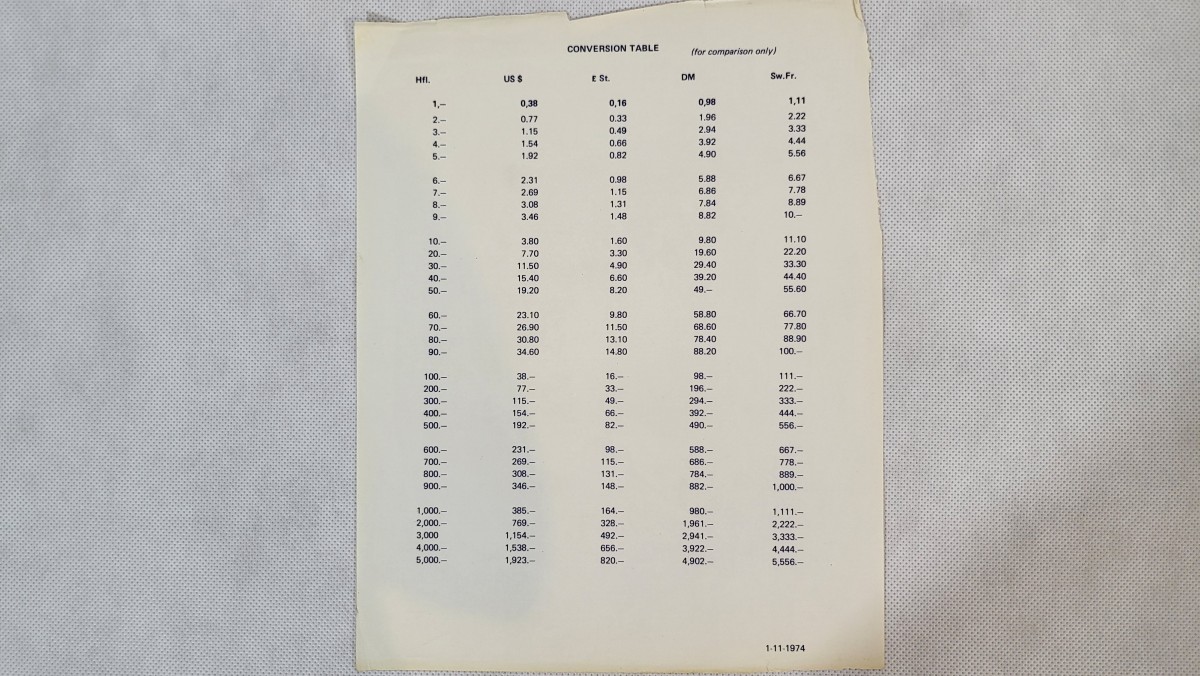 CONVERSION TABLE (for comparison only)
Hfl. US $ £ St. DM Sw.Fr.
1,— 0,38 0,16 0,98 1,11
2.— 0.77 0.33 1.96 2.22
3.— 1.15 0.49 2.94 3.33
4.— 1.54 0.66 3.92 4.44
5.— 1.92 0.82 4.90 5.56
6.— 2.31 0.98 5.88 6.67
7.— 2.69 1.15 6.86 7.78
8.— 3.08 1.31 7.84 8.89
9.— 3.46 1.48 8.82 10.—
10.— 3.80 1.60 9.80 11.10
20.— 7.70 3.30 19.60 22.20
30.— 11.50 4.90 29.40 33.30
40.— 15.40 6.60 39.20 44.40
50.— 19.20 8.20 49.— 55.60
60.— 23.10 9.80 58.80 66.70
70.— 26.90 11.50 68.60 77.80
80.— 30.80 13.10 78.40 88.90
90.— 34.60 14.80 88.20 100.—
100.— 38.— 16.— 98.— 111.—
200.— 77.— 33.— 196.— 222.—
300.— 115.— 49.— 294.— 333.—
400.— 154.— 66.— 392.— 444.—
500.— 192.— 82.— 490.— 556.—
600.— 231.— 98.— 588.— 667.—
700.— 269.— 115.— 686.— 778.—
800.— 308.— 131.— 784.— 889.—
900.— 346.— 148.— 882.— 1,000.—
1,000.— 385.— 164.— 980.— 1,111.—
2,000.— 769.— 328.— 1,961.— 2,222.—
3,000 1,154.— 492.— 2,941.— 3,333.—
4,000.— 1,538.— 656.— 3,922.— 4,444.—
5,000.— 1,923.— 820.— 4,902.— 5,556.—
1-11-1974